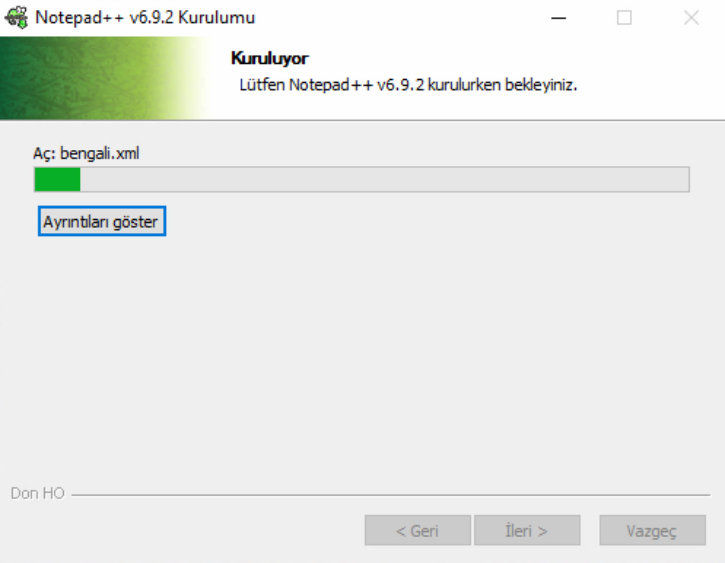 Notepad++ v6.9.2 Kurulumu
Kuruluyor
Lütfen Notepad++ v6.9.2 kurulurken bekleyiniz.
Aç: bengali.xml
Ayrıntıları göster
Don HO
< Geri
İleri >
Vazgeç